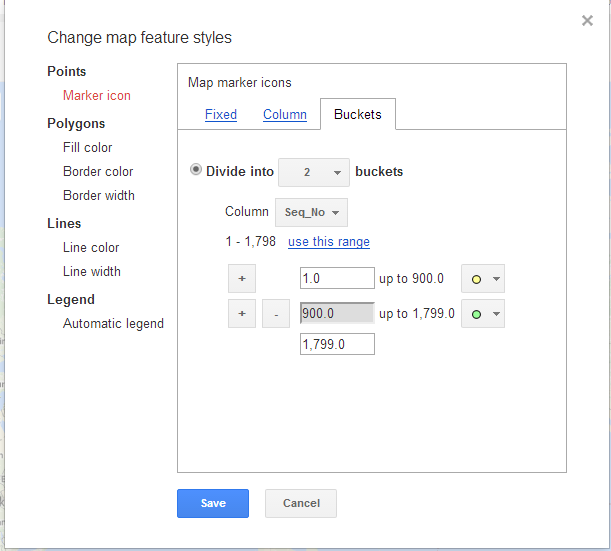 Change map feature styles
Points
Marker icon
Polygons
Fill color
Border color
Border width
Lines
Line color
Line width
Legend
Automatic legend
Map marker icons
Fixed Column Buckets
Divide into 2 buckets
Column Seq_No
1 - 1,798 use this range
+ 1.0 up to 900.0
+ - 900.0 up to 1,799.0
1,799.0
Save Cancel